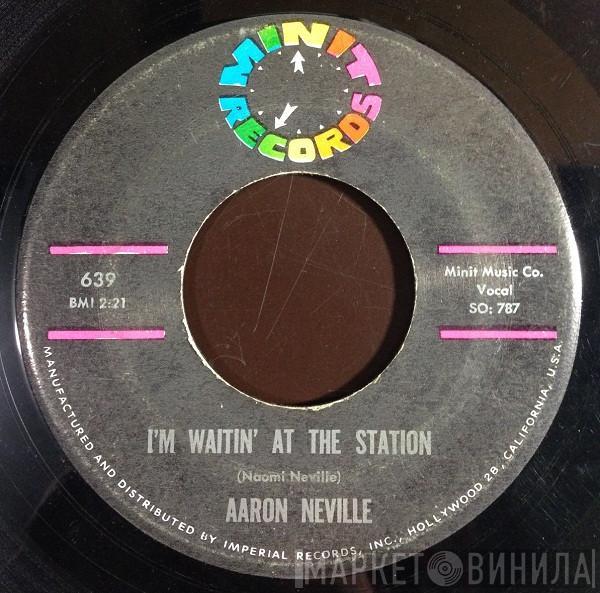 MINIT
RECORDS
639
BMI 2:21
Minit Music Co.
Vocal
SO: 787
I'M WAITIN' AT THE STATION
(Naomi Neville)
AARON NEVILLE
MANUFACTURED AND DISTRIBUTED BY IMPERIAL RECORDS, INC., HOLLYWOOD 28, CALIFORNIA, U.S.A.
МАРКЕТ ВИНИЛА